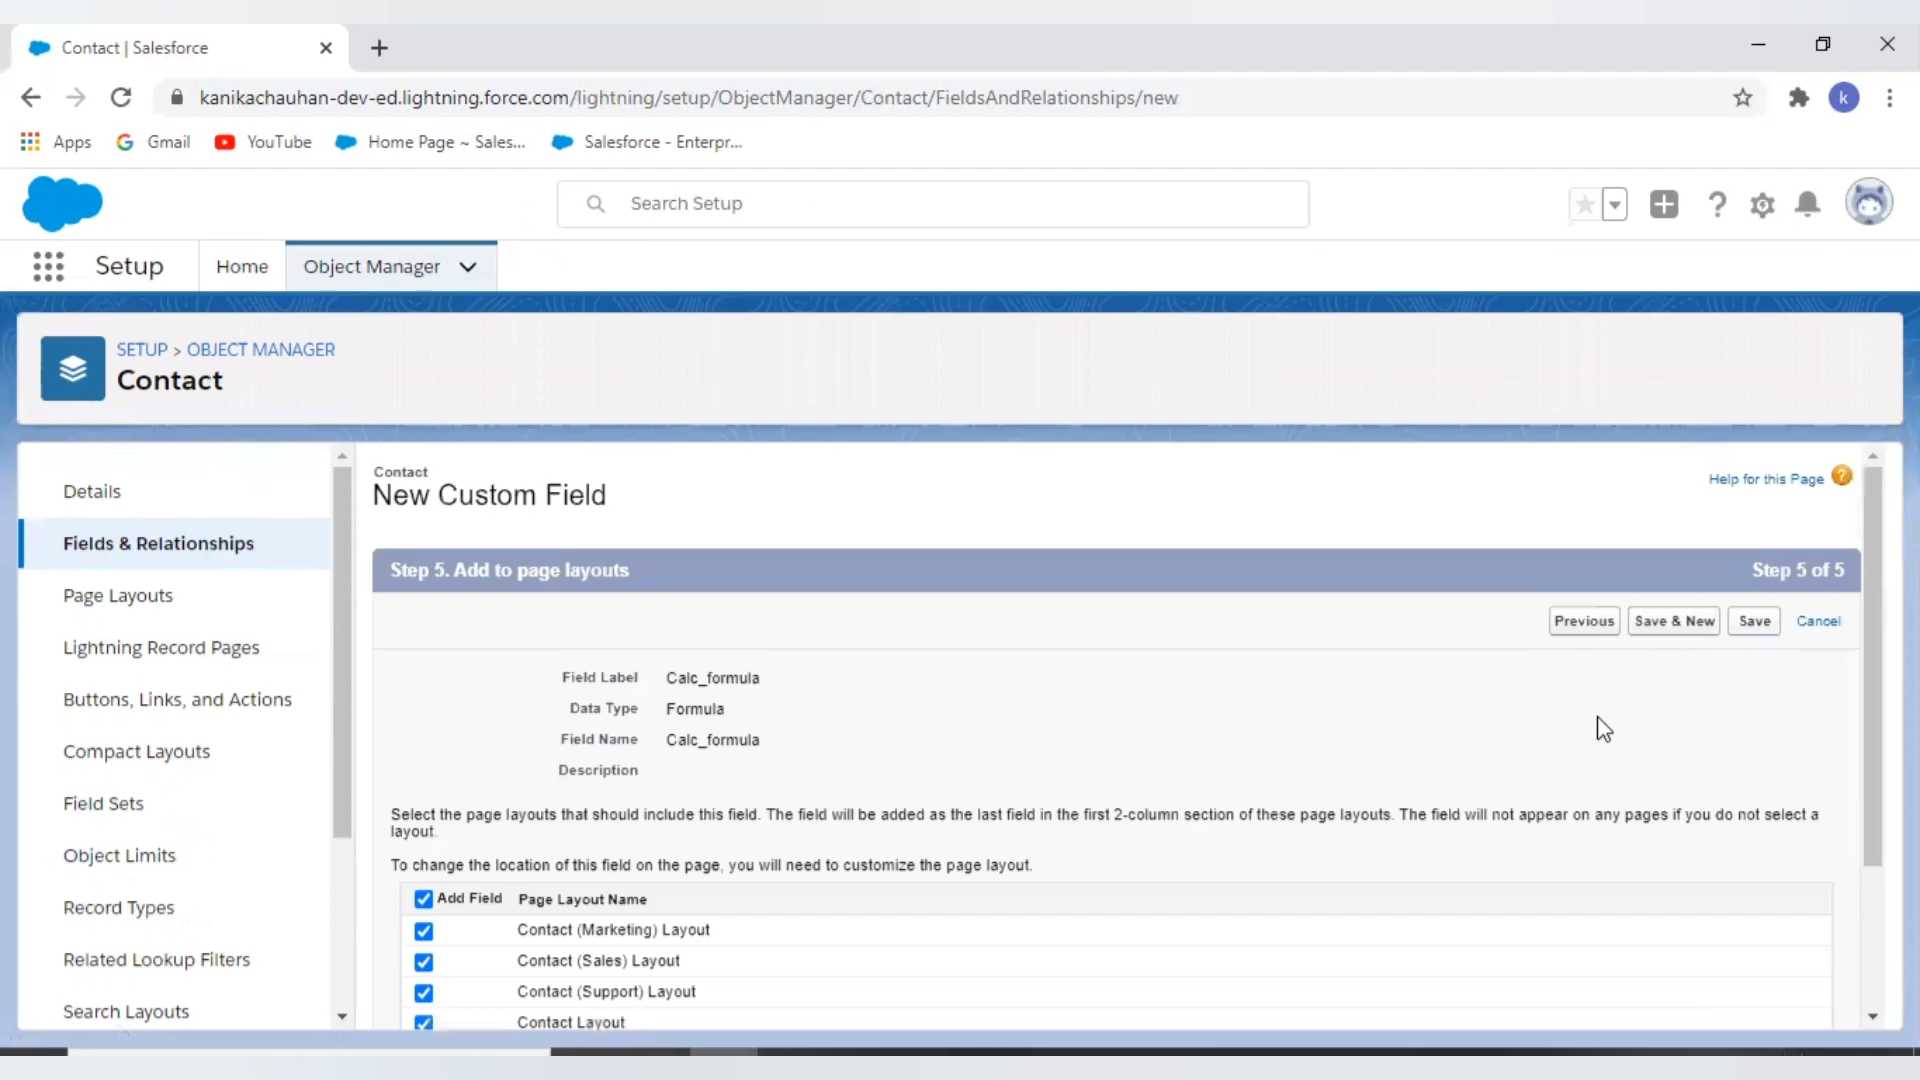 Contact | Salesforce
kanikachauhan-dev-ed.lightning.force.com/lightning/setup/ObjectManager/Contact/FieldsAndRelationships/new
k
Apps
Gmail
YouTube
Home Page ~ Sales...
Salesforce - Enterpr...
Search Setup
Setup
Home
Object Manager
SETUP > OBJECT MANAGER
Contact
Details
Fields & Relationships
Page Layouts
Lightning Record Pages
Buttons, Links, and Actions
Compact Layouts
Field Sets
Object Limits
Record Types
Related Lookup Filters
Search Layouts
Contact
New Custom Field
Help for this Page
Step 5. Add to page layouts
Step 5 of 5
Previous
Save & New
Save
Cancel
Field Label Calc_formula
Data Type Formula
Field Name Calc_formula
Description
Select the page layouts that should include this field. The field will be added as the last field in the first 2-column section of these page layouts. The field will not appear on any pages if you do not select a
layout.
To change the location of this field on the page, you will need to customize the page layout.
Add Field Page Layout Name
Contact (Marketing) Layout
Contact (Sales) Layout
Contact (Support) Layout
Contact Layout